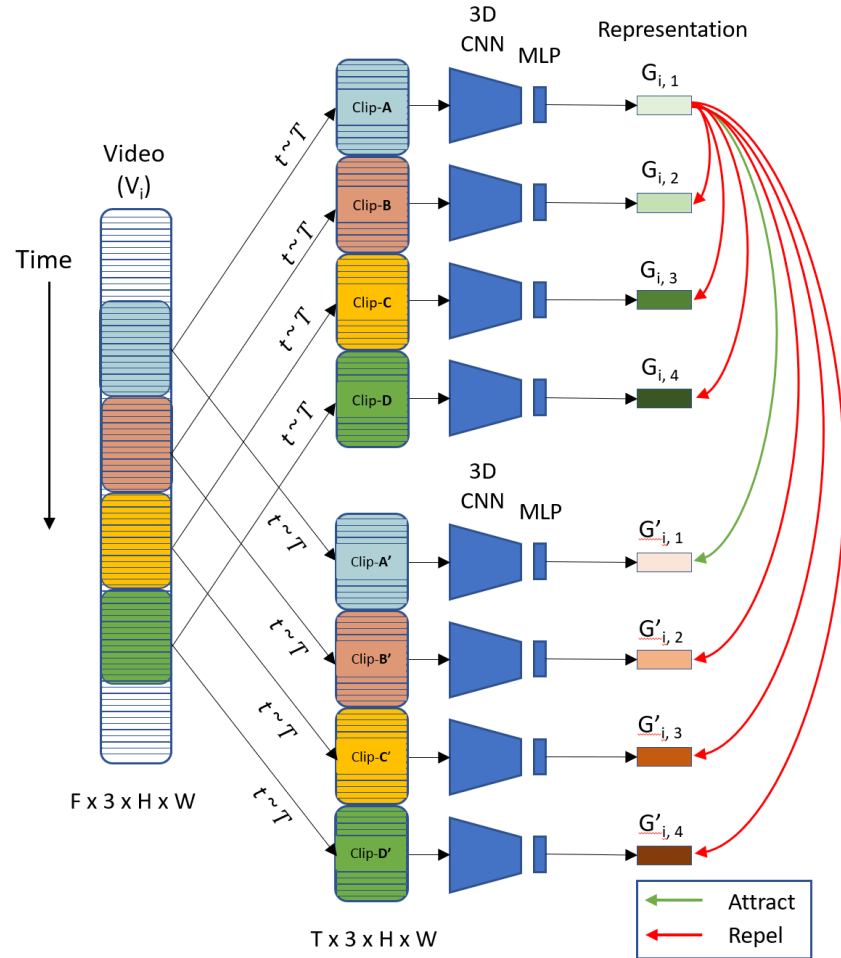 3D
CNN
MLP
Representation
Video
(Vi)
Time
F x 3 x H x W
t ~ T
t ~ T
t ~ T
t ~ T
t ~ T
t ~ T
t ~ T
t ~ T
Clip-A
Clip-B
Clip-C
Clip-D
Gi, 1
Gi, 2
Gi, 3
Gi, 4
3D
CNN
MLP
Clip-A’
Clip-B’
Clip-C’
Clip-D’
G’i, 1
G’i, 2
G’i, 3
G’i, 4
T x 3 x H x W
Attract
Repel